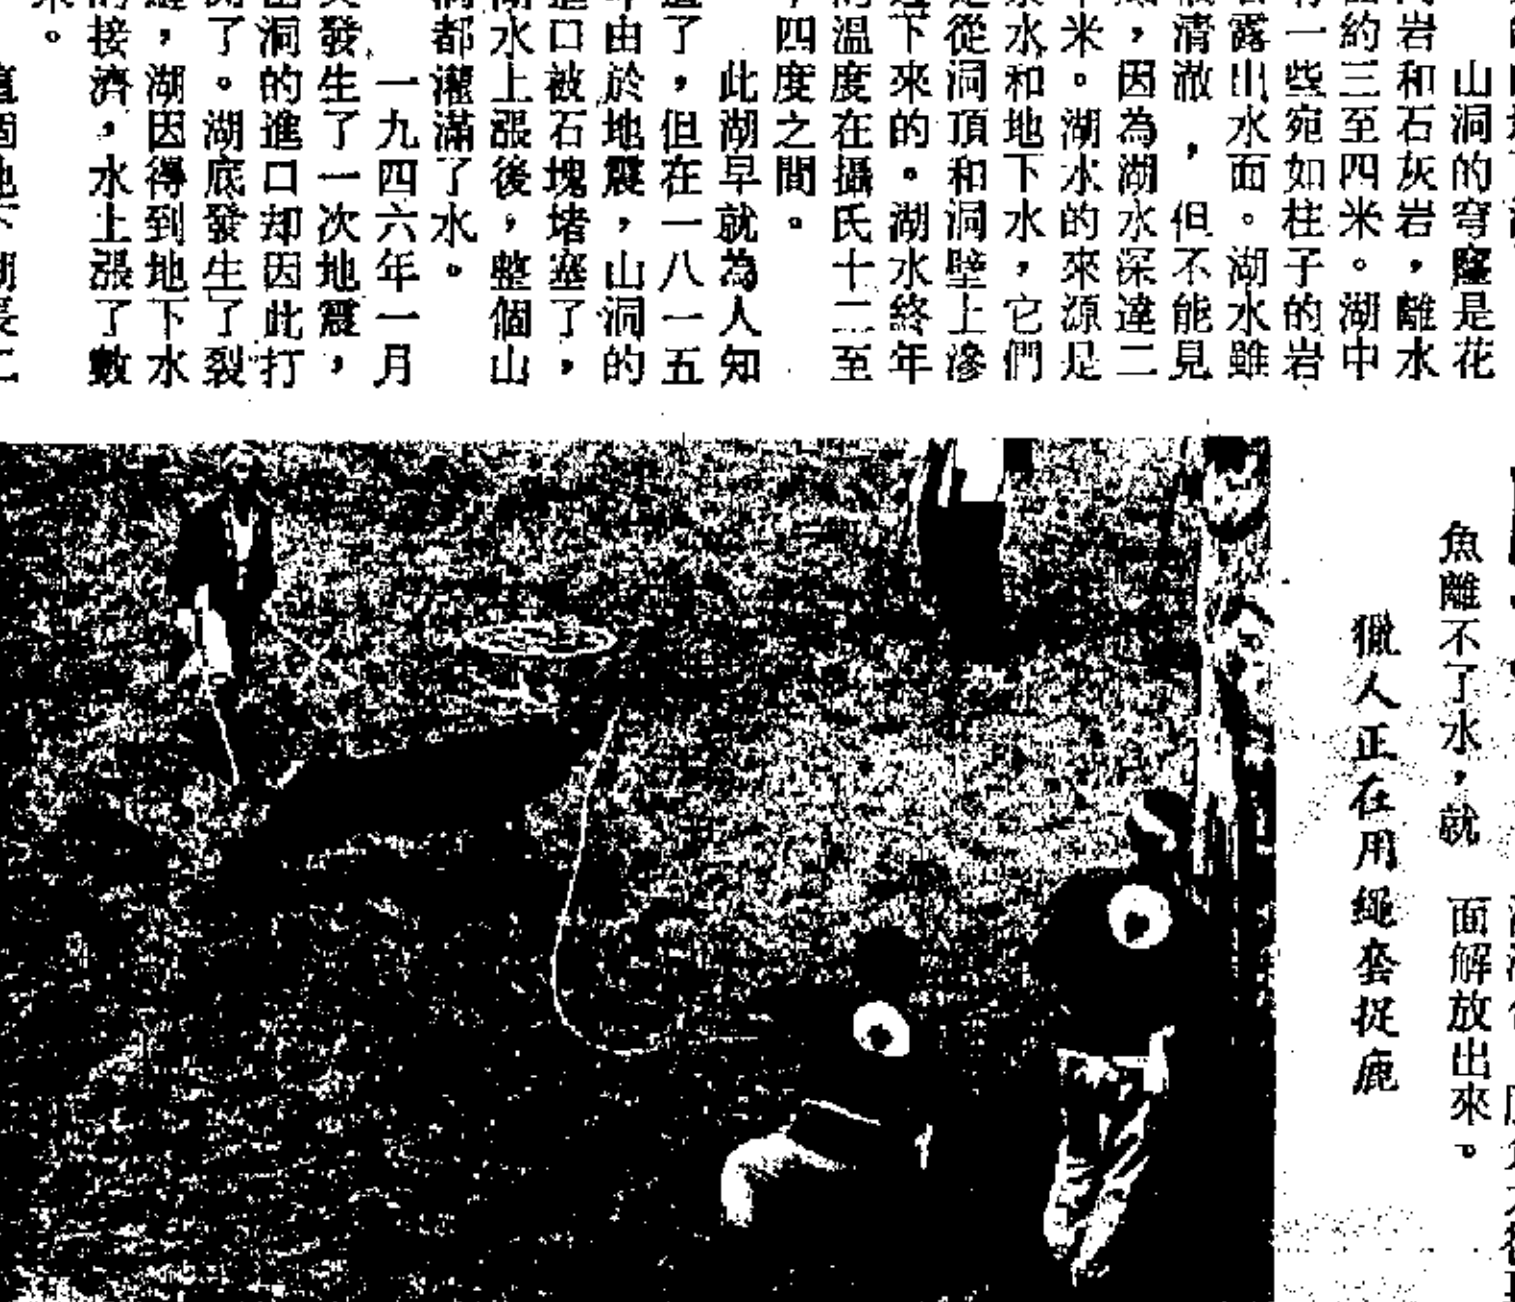 山洞的穹窿是花
岩和石灰岩，離水
約三至四米。湖中
一些宛如柱子的岩
露出水面。湖水雖
清澈，但不能見
，因為湖水深達二
米。湖水的來源是
水和地下水，它們
從洞頂和洞壁上滲
下來的。湖水終年
溫度在攝氏十二至
四度之間。
此湖早就為人知
了，但在一八一五
由於地震，山洞的
口被石塊堵塞了，
水上漲後，整個山
都灌滿了水。
一九四六年一月
發生了一次地震，
洞的進口却因此打
了。湖底發生了裂
，湖因得到地下水
接濟，水上漲了數
。
魚離不了水，就
面解放出來。
獵人正在用繩套捉鹿